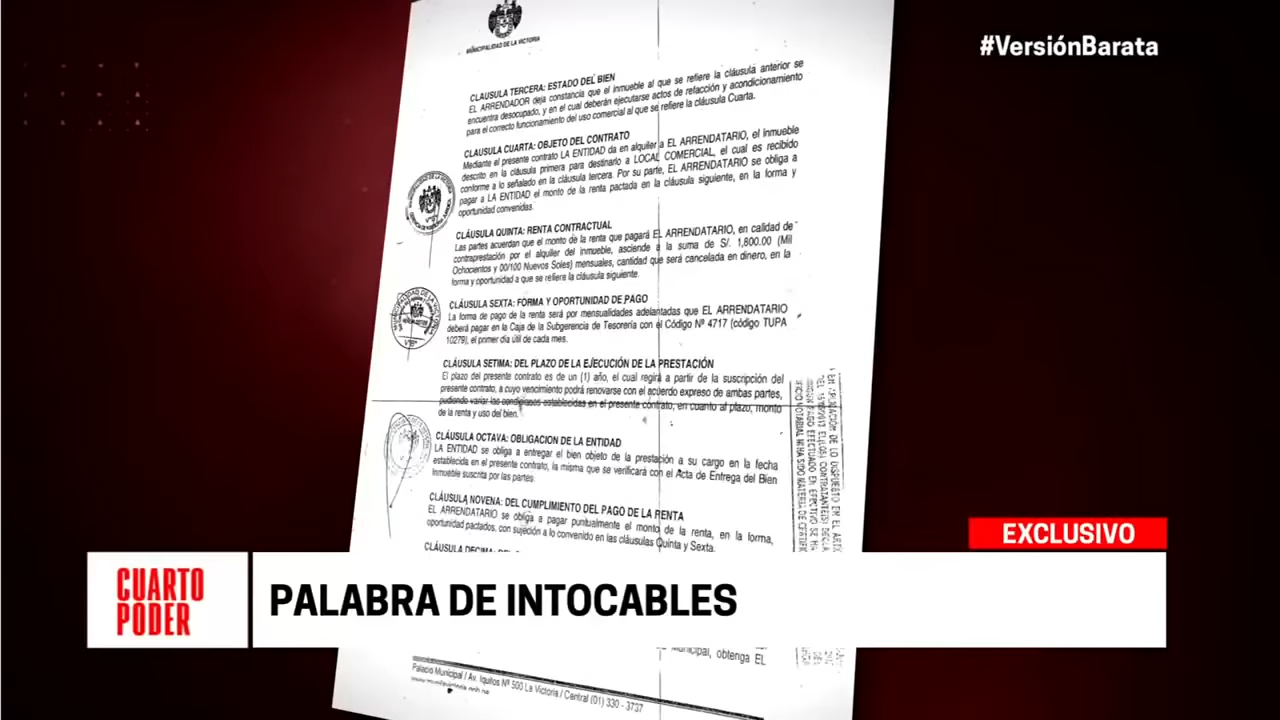 MUNICIPALIDAD DE LA VICTORIA
#VersiónBarata
CLAUSULA TERCERA: ESTADO DEL BIEN
EL ARRENDADOR deja constancia que el inmueble al que se refiere la cláusula anterior se
encuentra desocupado, y en el cual deberán ejecutarse actos de refacción y acondicionamiento
para el correcto funcionamiento del uso comercial al que se refiere la cláusula Cuarta.
CLAUSULA CUARTA: OBJETO DEL CONTRATO
Mediante el presente contrato LA ENTIDAD da en alquiler a EL ARRENDATARIO, el inmueble
descrito en la cláusula primera para destinarlo a LOCAL COMERCIAL, el cual es recibido
conforme a lo señalado en la cláusula tercera. Por su parte, EL ARRENDATARIO se obliga a
pagar a LA ENTIDAD el monto de la renta pactada en la cláusula siguiente, en la forma y
oportunidad convenidas.
CLÁUSULA QUINTA: RENTA CONTRACTUAL
Las partes acuerdan que el monto de la renta que pagará EL ARRENDATARIO, en calidad de
contraprestación por el alquiler del inmueble, asciende a la suma de S/. 1,800.00 (Mil
Ochocientos y 00/100 Nuevos Soles) mensuales, cantidad que será cancelada en dinero, en la
forma y oportunidad a que se refiere la cláusula siguiente.
CLÁUSULA SEXTA: FORMA Y OPORTUNIDAD DE PAGO
La forma de pago de la renta será por mensualidades adelantadas que EL ARRENDATARIO
deberá pagar en la Caja de la Subgerencia de Tesorería con el Código Nº 4717 (código TUPA
10279), el primer día útil de cada mes.
CLÁUSULA SETIMA: DEL PLAZO DE LA EJECUCIÓN DE LA PRESTACIÓN
El plazo del presente contrato es de un (1) año, el cual regirá a partir de la suscripción del
presente contrato, a cuyo vencimiento podrá renovarse con el acuerdo expreso de ambas partes,
pudiendo variar las condiciones establecidas en el presente contrato, en cuanto al plazo, monto
de la renta y uso del bien.
CLÁUSULA OCTAVA: OBLIGACION DE LA ENTIDAD
LA ENTIDAD se obliga a entregar el bien objeto de la prestación a su cargo en la fecha
establecida en el presente contrato, la misma que se verificará con el Acta de Entrega del Bien
Inmueble suscrita por las partes.
CLÁUSULA NOVENA: DEL CUMPLIMIENTO DEL PAGO DE LA RENTA
EL ARRENDATARIO se obliga a pagar puntualmente el monto de la renta, en la forma,
oportunidad pactados, con sujeción a lo convenido en las cláusulas Quinta y Sexta.
EXCLUSIVO
CUARTO
PODER
PALABRA DE INTOCABLES
Municipal, obtenga EL
Palacio Municipal / Av. Iquitos Nº 500 La Victoria / Central (01) 330 - 3737